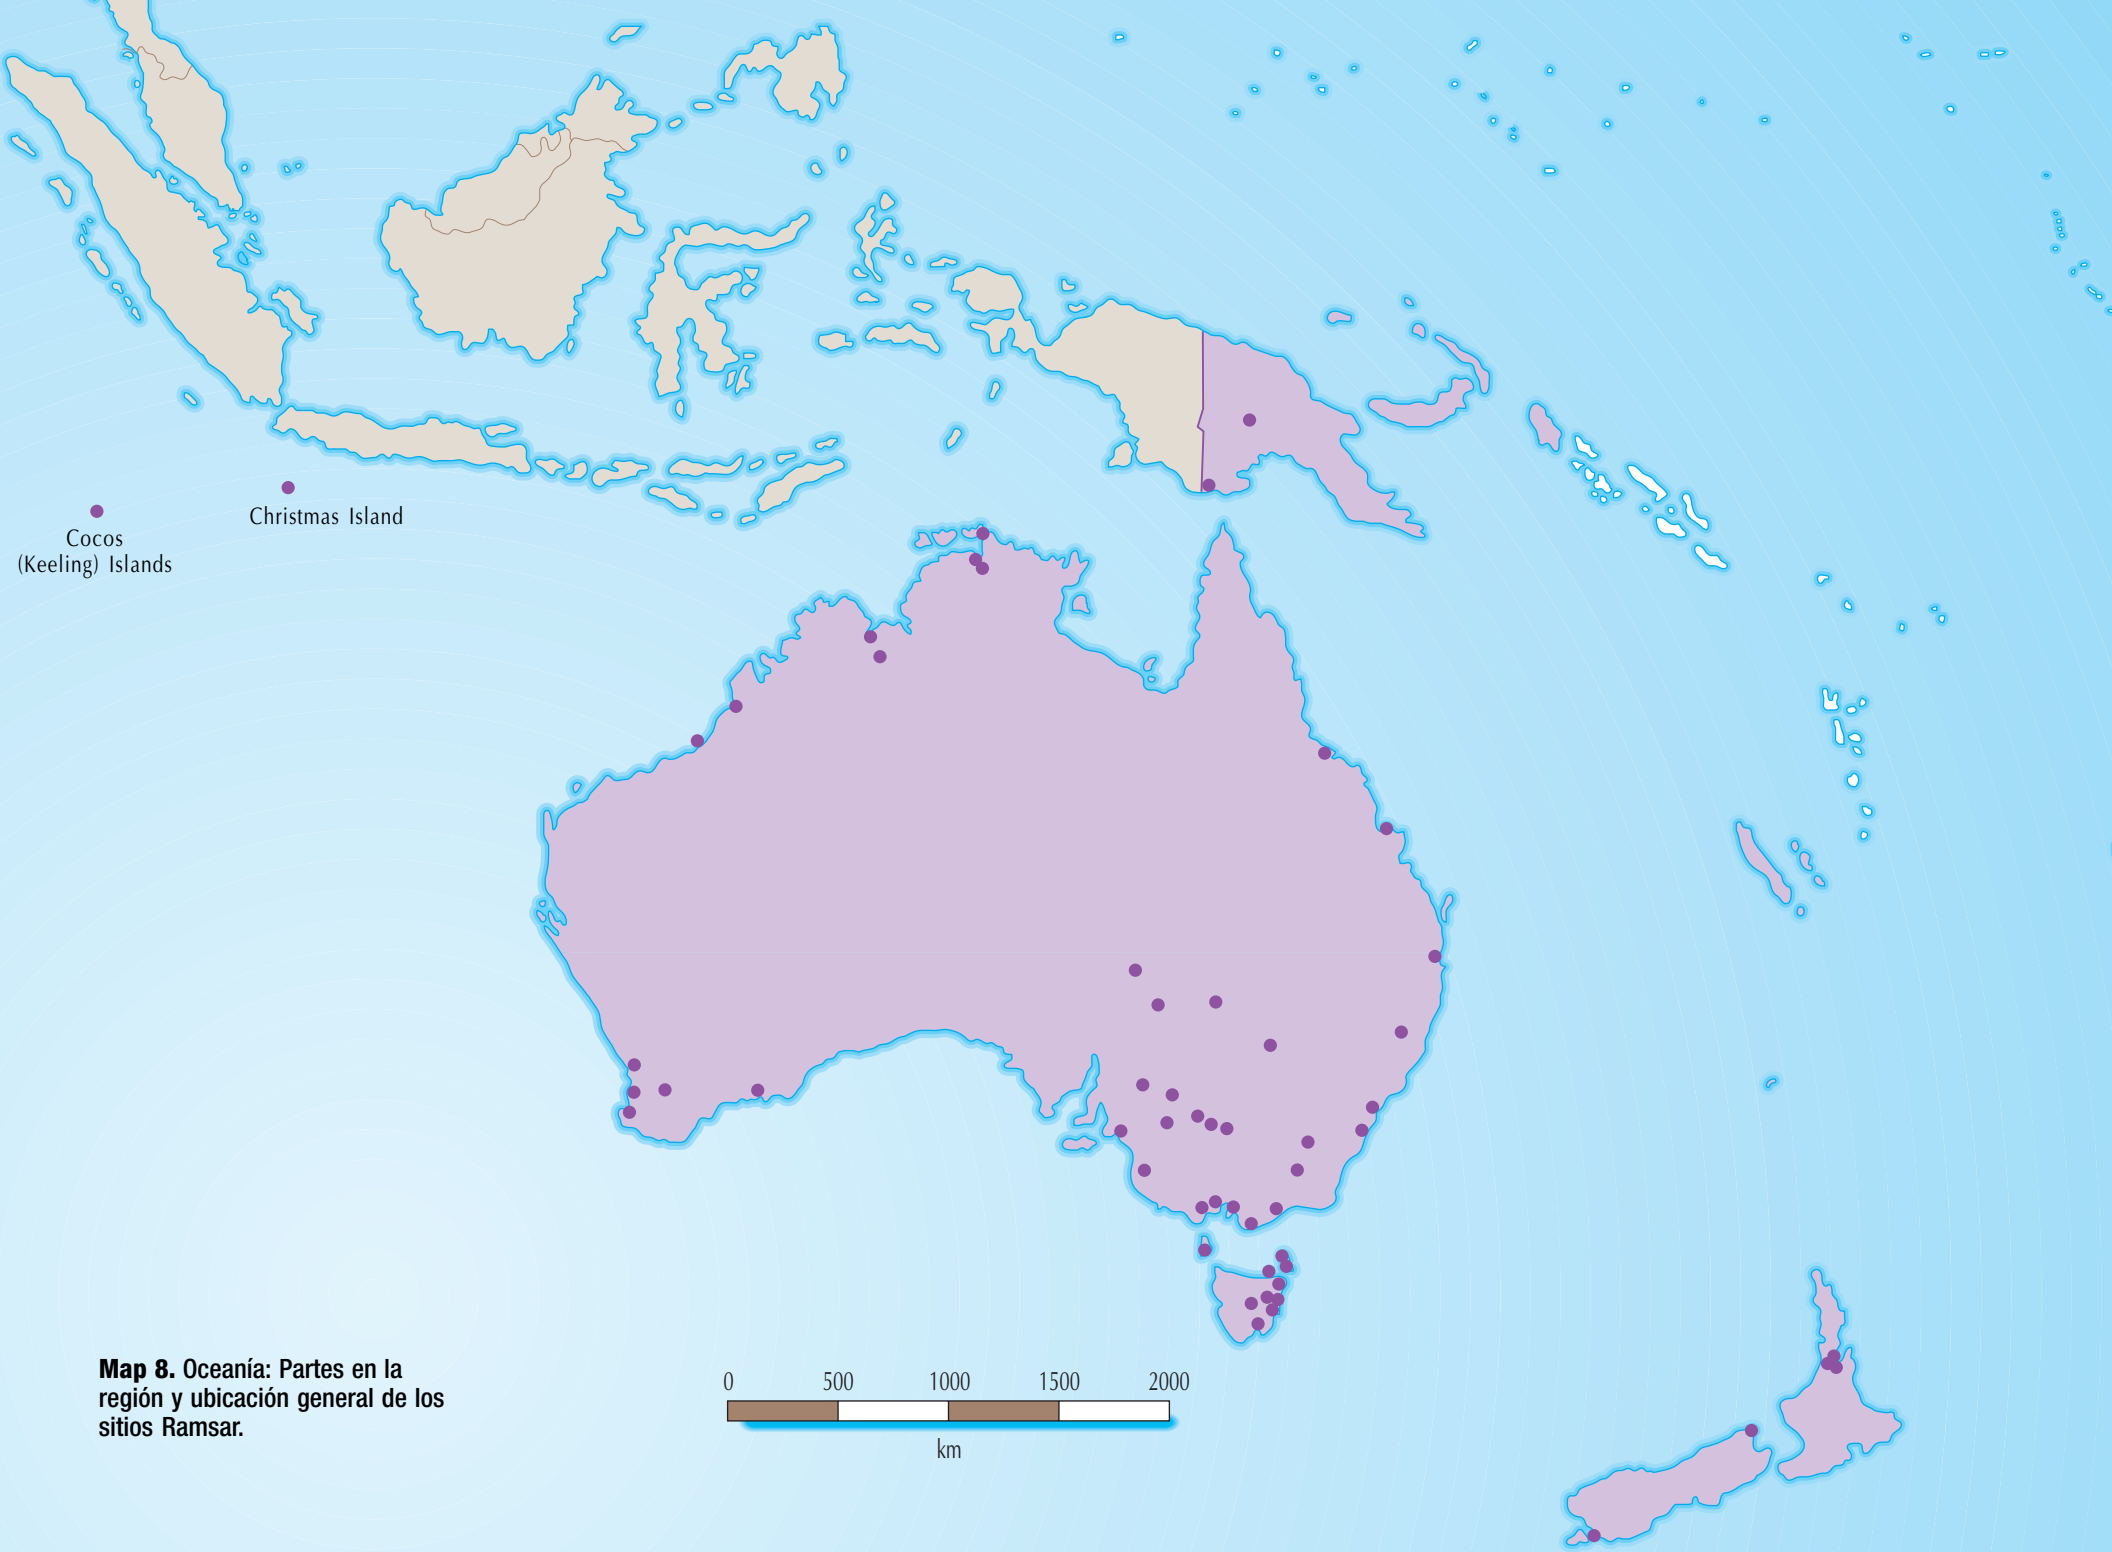 Christmas Island
Cocos
(Keeling) Islands
Map 8. Oceanía: Partes en la
región y ubicación general de los
sitios Ramsar.
0 500 1000 1500 2000
km